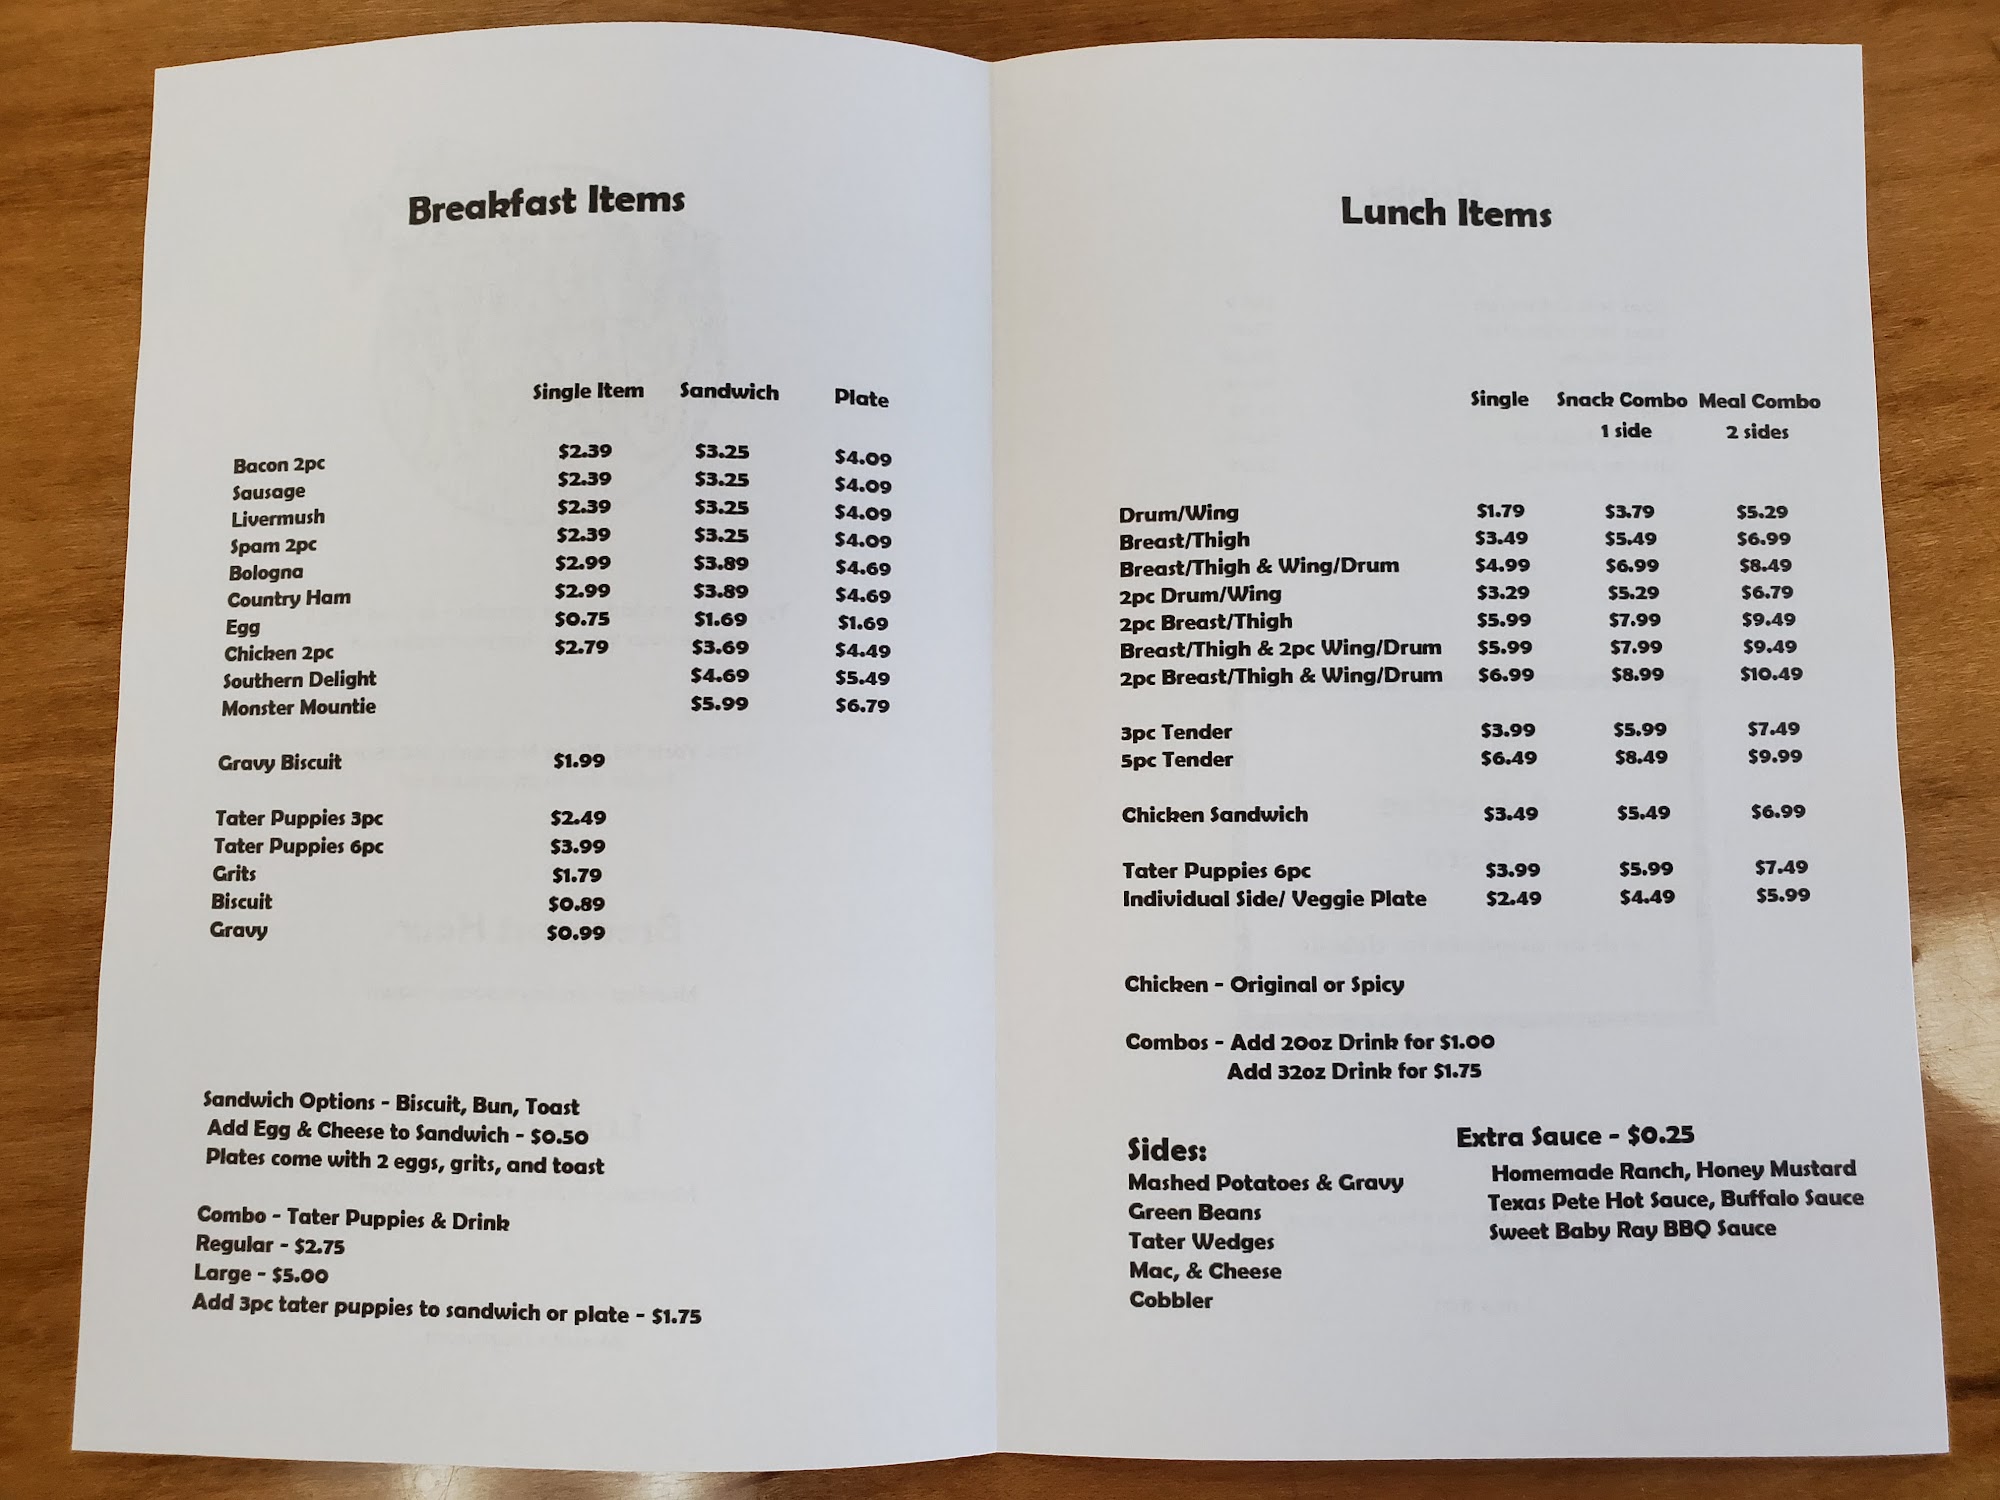 Breakfast Items
Single Item Sandwich Plate
Bacon 2pc $2.39 $3.25 $4.09
Sausage $2.39 $3.25 $4.09
Livermush $2.39 $3.25 $4.09
Spam 2pc $2.39 $3.25 $4.09
Bologna $2.99 $3.89 $4.69
Country Ham $2.99 $3.89 $4.69
Egg $0.75 $1.69 $1.69
Chicken 2pc $2.79 $3.69 $4.49
Southern Delight $4.69 $5.49
Monster Mountie $5.99 $6.79
Gravy Biscuit $1.99
Tater Puppies 3pc $2.49
Tater Puppies 6pc $3.99
Grits $1.79
Biscuit $0.89
Gravy $0.99
Sandwich Options - Biscuit, Bun, Toast
Add Egg & Cheese to Sandwich - $0.50
Plates come with 2 eggs, grits, and toast
Combo - Tater Puppies & Drink
Regular - $2.75
Large - $5.00
Add 3pc tater puppies to sandwich or plate - $1.75
Lunch Items
Single Snack Combo Meal Combo
1 side 2 sides
Drum/Wing $1.79 $3.79 $5.29
Breast/Thigh $3.49 $5.49 $6.99
Breast/Thigh & Wing/Drum $4.99 $6.99 $8.49
2pc Drum/Wing $3.29 $5.29 $6.79
2pc Breast/Thigh $5.99 $7.99 $9.49
Breast/Thigh & 2pc Wing/Drum $5.99 $7.99 $9.49
2pc Breast/Thigh & Wing/Drum $6.99 $8.99 $10.49
3pc Tender $3.99 $5.99 $7.49
5pc Tender $6.49 $8.49 $9.99
Chicken Sandwich $3.49 $5.49 $6.99
Tater Puppies 6pc $3.99 $5.99 $7.49
Individual Side/ Veggie Plate $2.49 $4.49 $5.99
Chicken - Original or Spicy
Combos - Add 20oz Drink for $1.00
Add 32oz Drink for $1.75
Sides:
Mashed Potatoes & Gravy
Green Beans
Tater Wedges
Mac, & Cheese
Cobbler
Extra Sauce - $0.25
Homemade Ranch, Honey Mustard
Texas Pete Hot Sauce, Buffalo Sauce
Sweet Baby Ray BBQ Sauce